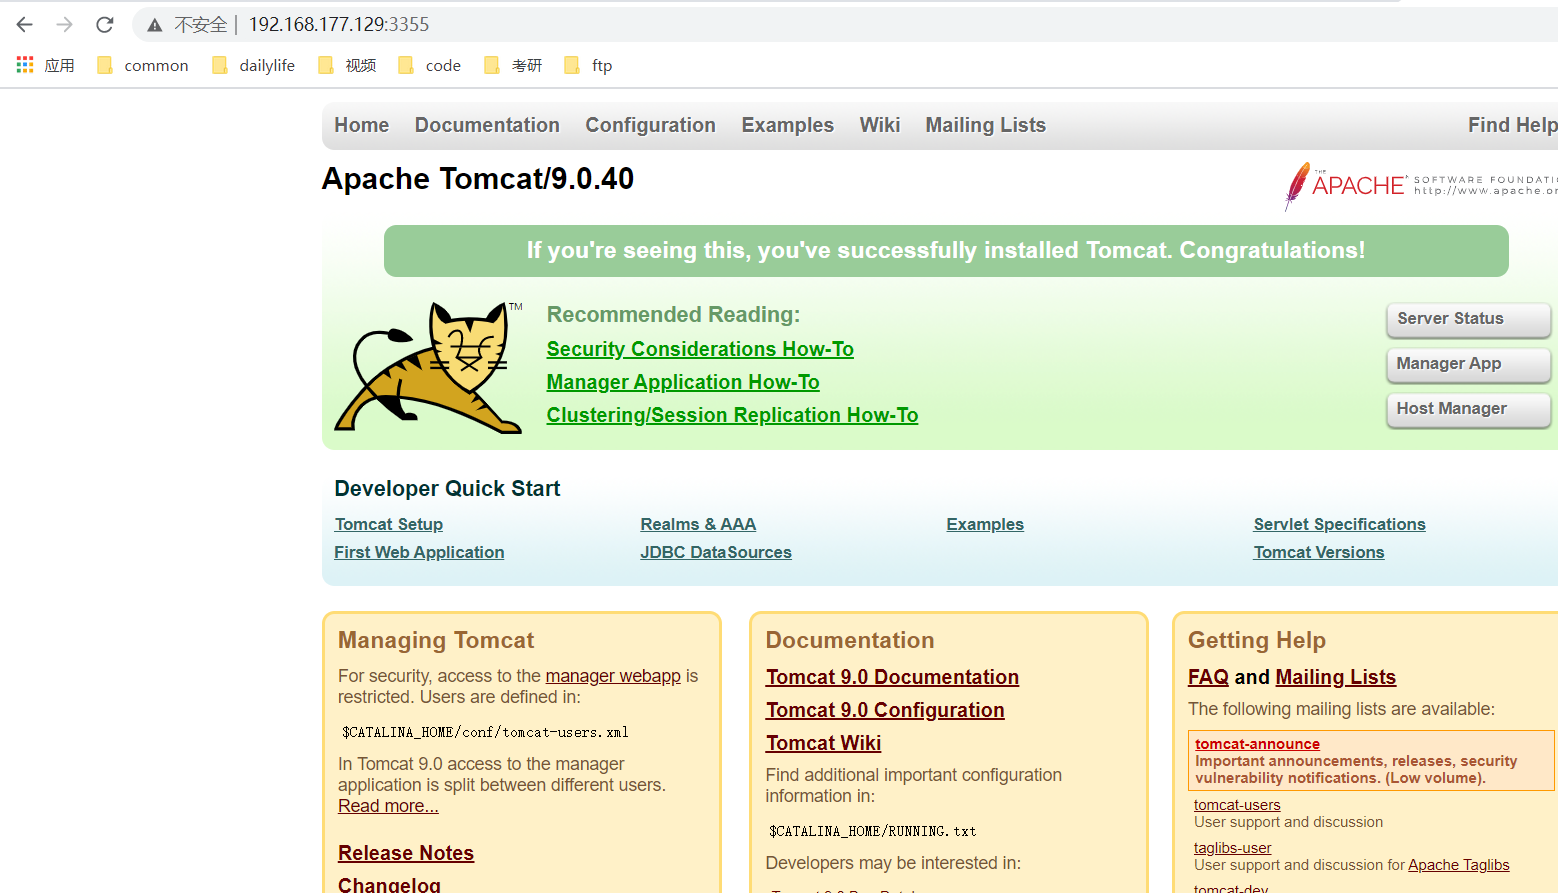 不安全 | 192.168.177.129:3355
应用 common dailylife 视频 code 考研 ftp
Home Documentation Configuration Examples Wiki Mailing Lists Find Help
Apache Tomcat/9.0.40
THE APACHE SOFTWARE FOUNDATIO
http://www.apache.or
If you're seeing this, you've successfully installed Tomcat. Congratulations!
TM
Recommended Reading:
Security Considerations How-To
Manager Application How-To
Clustering/Session Replication How-To
Server Status
Manager App
Host Manager
Developer Quick Start
Tomcat Setup
First Web Application
Realms & AAA
JDBC DataSources
Examples
Servlet Specifications
Tomcat Versions
Managing Tomcat
For security, access to the manager webapp is
restricted. Users are defined in:
$CATALINA_HOME/conf/tomcat-users.xml
In Tomcat 9.0 access to the manager
application is split between different users.
Read more...
Release Notes
Changelog
Documentation
Tomcat 9.0 Documentation
Tomcat 9.0 Configuration
Tomcat Wiki
Find additional important configuration
information in:
$CATALINA_HOME/RUNNING.txt
Developers may be interested in:
Getting Help
FAQ and Mailing Lists
The following mailing lists are available:
tomcat-announce
Important announcements, releases, security
vulnerability notifications. (Low volume).
tomcat-users
User support and discussion
taglibs-user
User support and discussion for Apache Taglibs
tomcat-dev